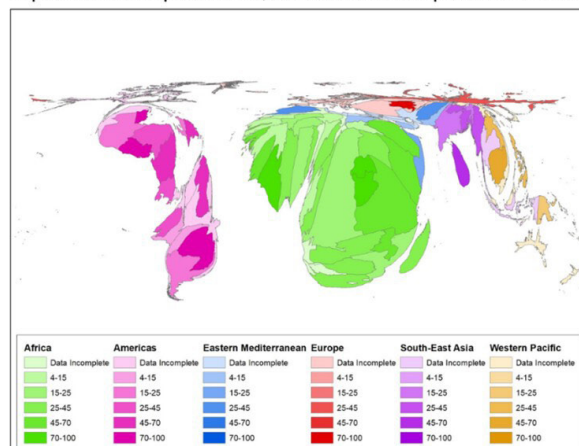 Africa
Data Incomplete
4-15
15-25
25-45
45-70
70-100
Americas
Data Incomplete
4-15
15-25
25-45
45-70
70-100
Eastern Mediterranean
Data Incomplete
4-15
15-25
25-45
45-70
70-100
Europe
Data Incomplete
4-15
15-25
25-45
45-70
70-100
South-East Asia
Data Incomplete
4-15
15-25
25-45
45-70
70-100
Western Pacific
Data Incomplete
4-15
15-25
25-45
45-70
70-100